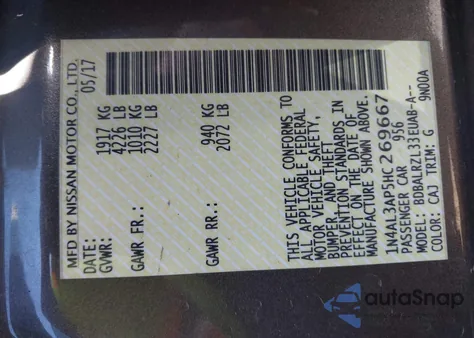 MFD BY NISSAN MOTOR CO., LTD.
DATE: 05/17
GVWR: 1917 KG
4226 LB
GAWR FR.: 1010 KG
2227 LB
GAWR RR.: 940 KG
2072 LB
THIS VEHICLE CONFORMS TO
ALL APPLICABLE FEDERAL
MOTOR VEHICLE SAFETY,
BUMPER, AND THEFT
PREVENTION STANDARDS IN
EFFECT ON THE DATE OF
MANUFACTURE SHOWN ABOVE.
1N4AL3AP5HC269667
PASSENGER CAR 956
MODEL: BDBALRZL33EUAB-A--
COLOR: CAJ TRIM: G 9N00A
autoSnap